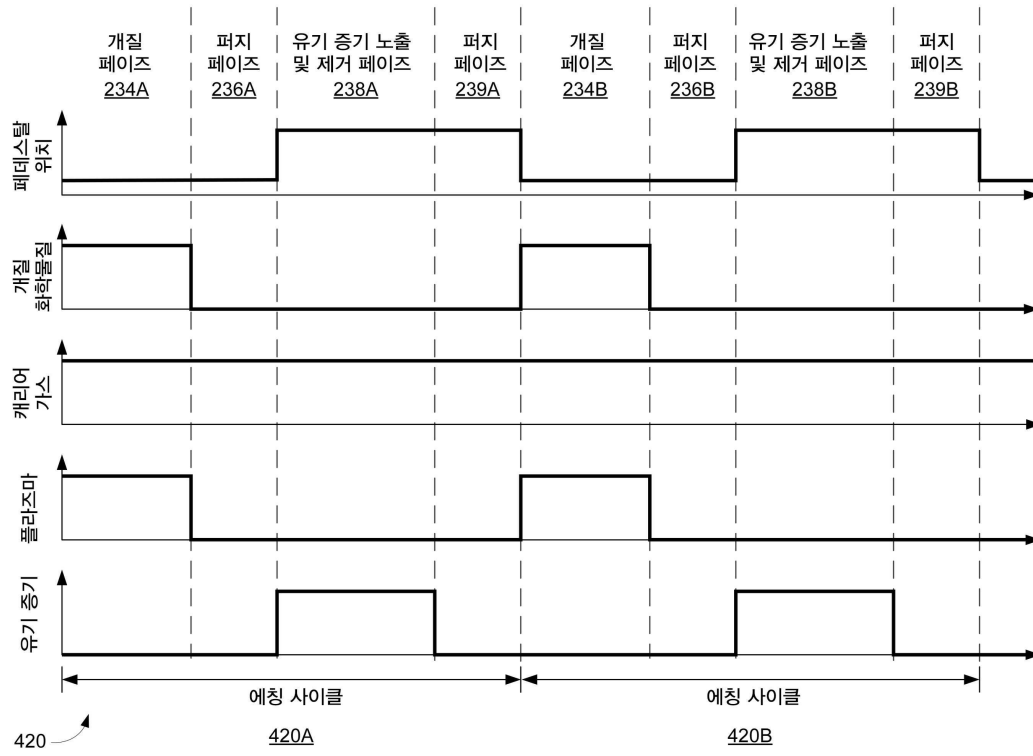 개질
페이즈
234A
퍼지
페이즈
236A
유기 증기 노출
및 제거 페이즈
238A
퍼지
페이즈
239A
개질
페이즈
234B
퍼지
페이즈
236B
유기 증기 노출
및 제거 페이즈
238B
퍼지
페이즈
239B
페데스탈
위치
개질
화학물질
캐리어
가스
플라즈마
유기 증기
에칭 사이클
에칭 사이클
420
420A
420B